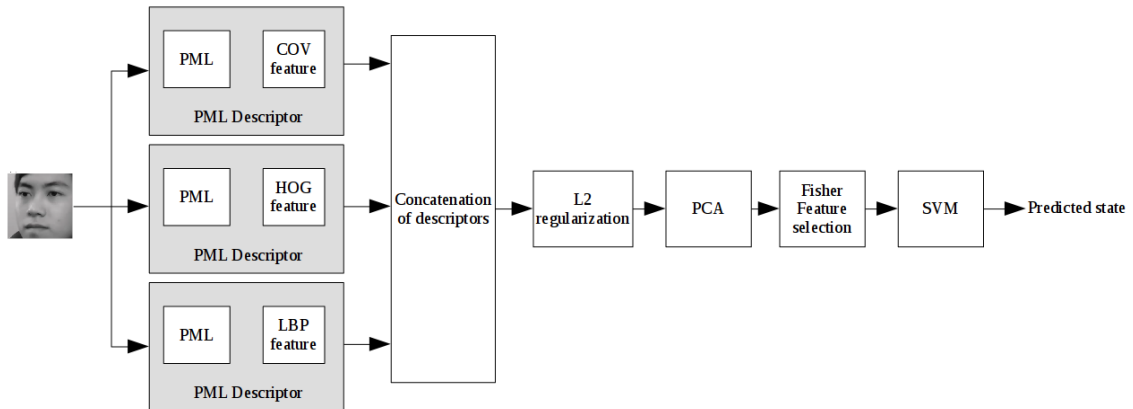 PML
COV
feature
PML Descriptor
PML
HOG
feature
PML Descriptor
PML
LBP
feature
PML Descriptor
Concatenation
of descriptors
L2
regularization
PCA
Fisher
Feature
selection
SVM
Predicted state